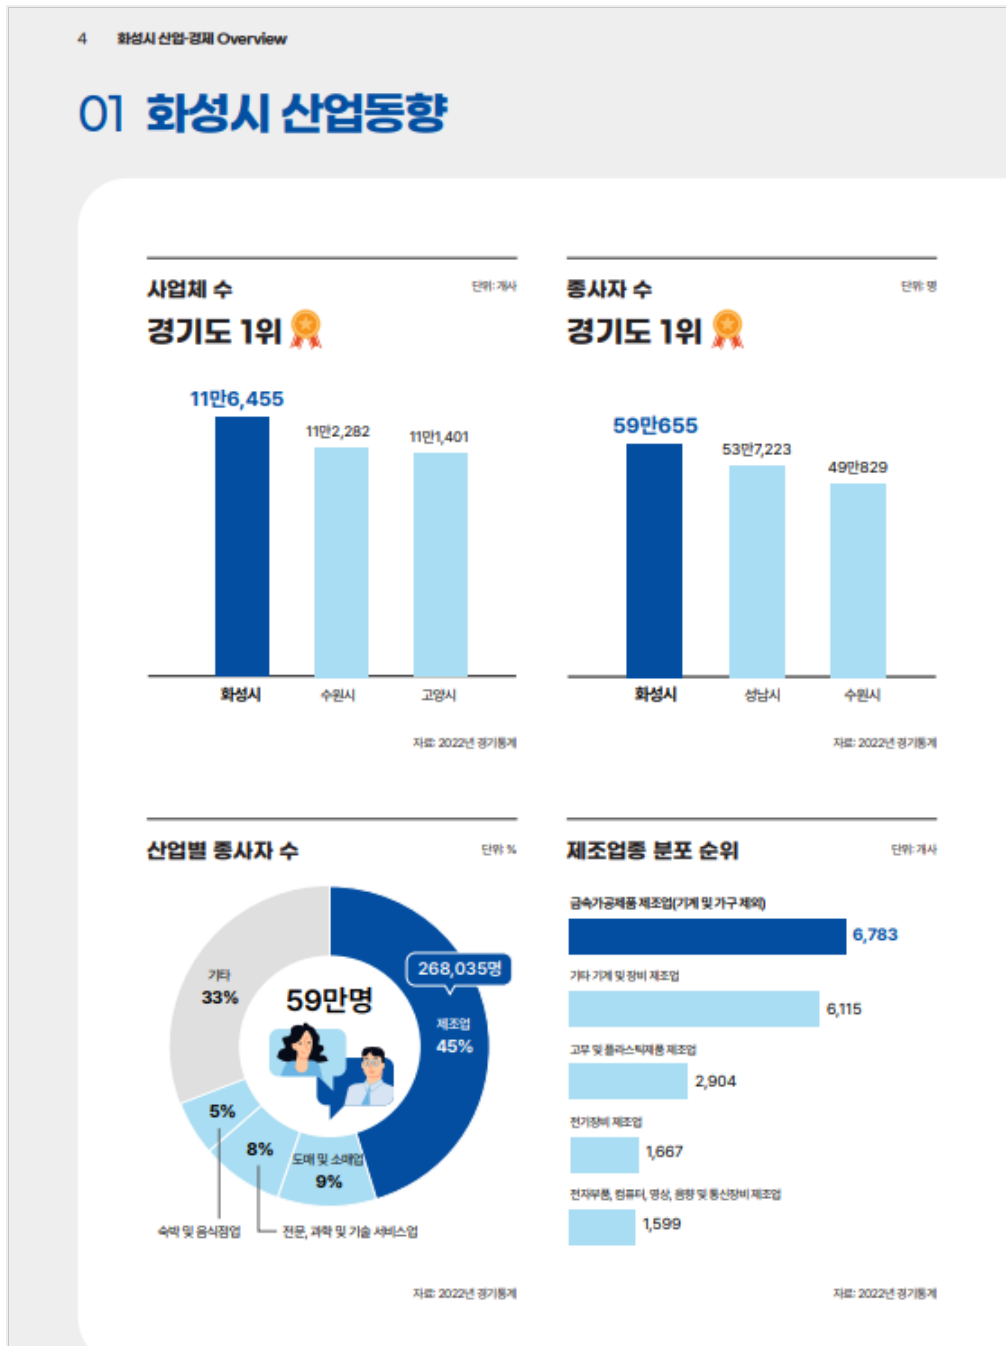 4 화성시 산업·경제 Overview
01 화성시 산업동향
사업체 수
단위: 개사
경기도 1위
11만6,455
11만2,282
11만1,401
화성시
수원시
고양시
자료: 2022년 경기통계
종사자 수
단위: 명
경기도 1위
59만655
53만7,223
49만829
화성시
성남시
수원시
자료: 2022년 경기통계
산업별 종사자 수
단위: %
268,035명
기타
33%
59만명
제조업
45%
5%
8%
도매 및 소매업
9%
숙박 및 음식점업
전문, 과학 및 기술 서비스업
자료: 2022년 경기통계
제조업종 분포 순위
단위: 개사
금속가공제품 제조업(기계 및 가구 제외)
6,783
기타 기계 및 장비 제조업
6,115
고무 및 플라스틱제품 제조업
2,904
전기장비 제조업
1,667
전자부품, 컴퓨터, 영상, 음향 및 통신장비 제조업
1,599
자료: 2022년 경기통계